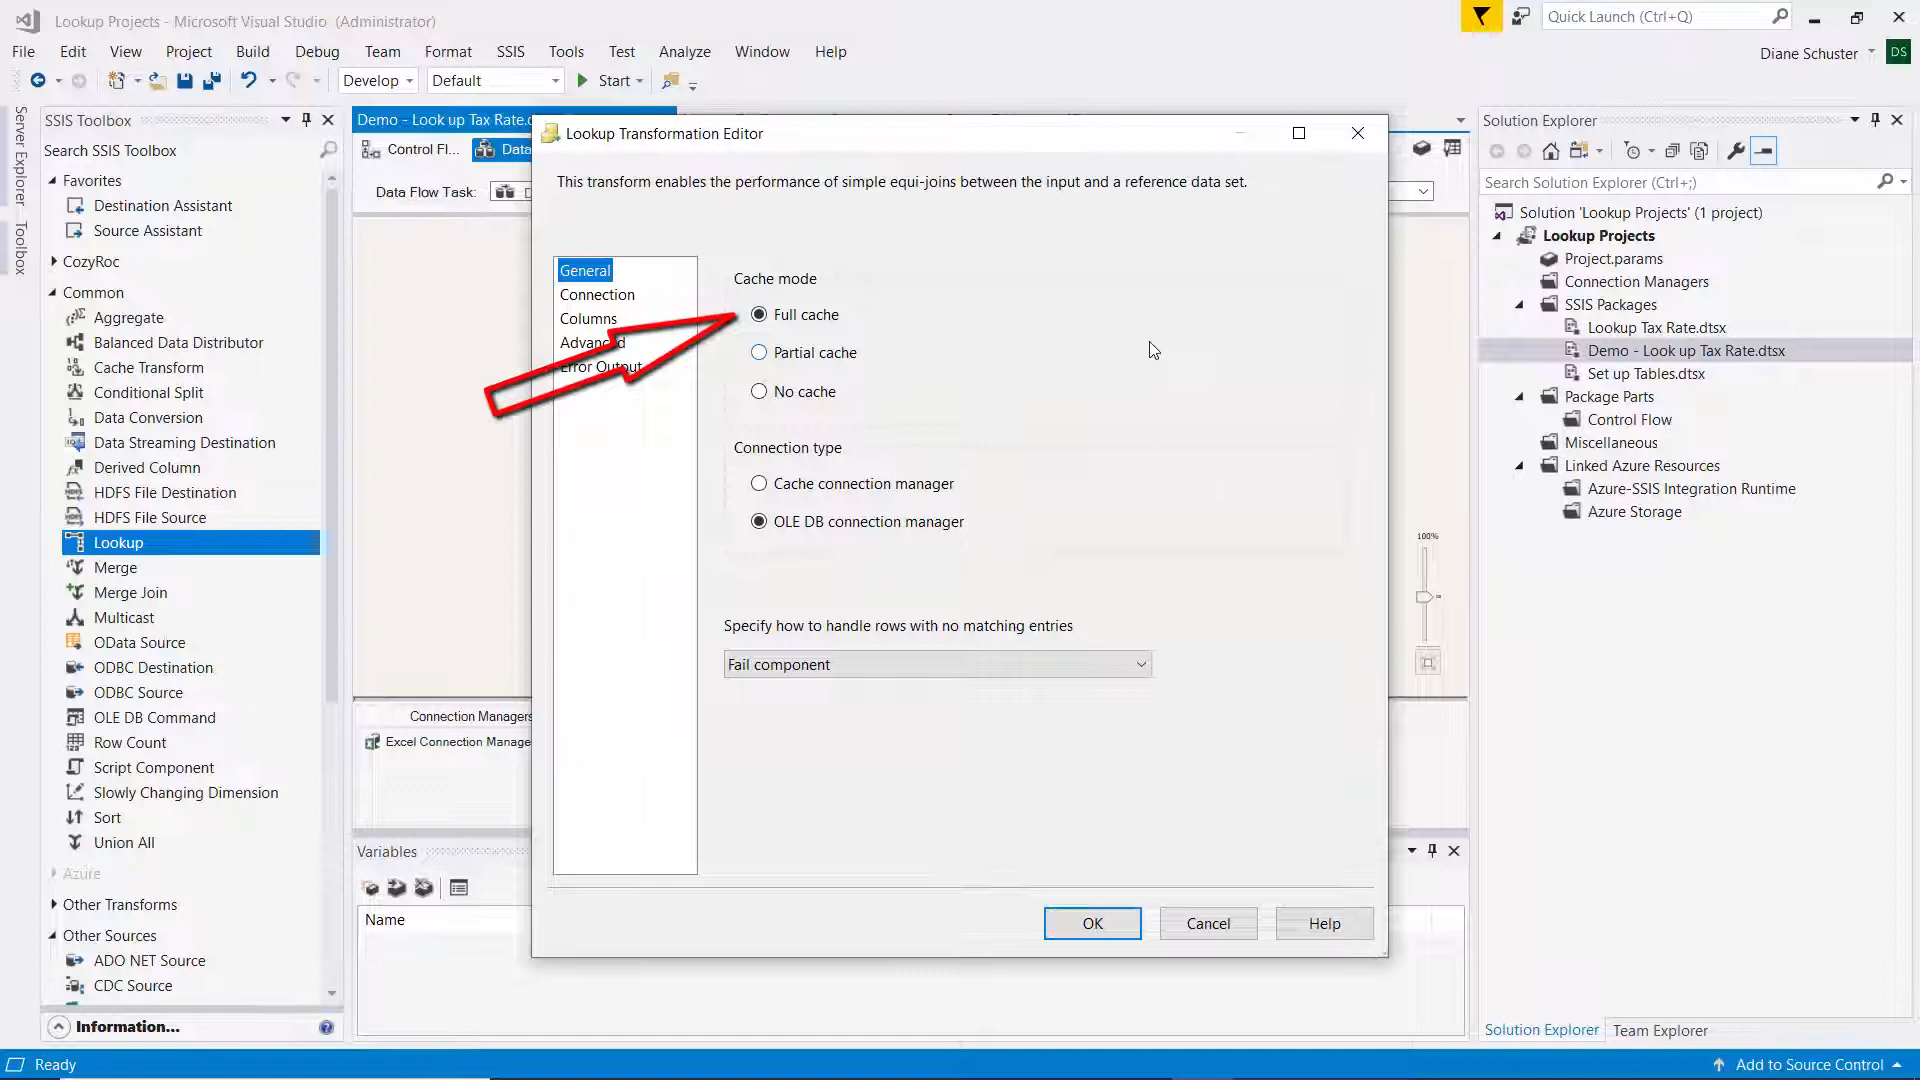 Lookup Projects - Microsoft Visual Studio (Administrator)
Quick Launch (Ctrl+Q)
File Edit View Project Build Debug Team Format SSIS Tools Test Analyze Window Help
Diane Schuster DS
Develop Default Start
Server Explorer
Toolbox
SSIS Toolbox
Search SSIS Toolbox
Favorites
Destination Assistant
Source Assistant
CozyRoc
Common
Aggregate
Balanced Data Distributor
Cache Transform
Conditional Split
Data Conversion
Data Streaming Destination
Derived Column
HDFS File Destination
HDFS File Source
Lookup
Merge
Merge Join
Multicast
OData Source
ODBC Destination
ODBC Source
OLE DB Command
Row Count
Script Component
Slowly Changing Dimension
Sort
Union All
Azure
Other Transforms
Other Sources
ADO NET Source
CDC Source
Information...
Demo - Look up Tax Rate.d
Control Fl... Data
Data Flow Task:
Connection Managers
Excel Connection Manage
Variables
Name
100%
Lookup Transformation Editor
This transform enables the performance of simple equi-joins between the input and a reference data set.
General
Connection
Columns
Advanced
Error Output
Cache mode
Full cache
Partial cache
No cache
Connection type
Cache connection manager
OLE DB connection manager
Specify how to handle rows with no matching entries
Fail component
OK Cancel Help
Solution Explorer
Search Solution Explorer (Ctrl+;)
Solution 'Lookup Projects' (1 project)
Lookup Projects
Project.params
Connection Managers
SSIS Packages
Lookup Tax Rate.dtsx
Demo - Look up Tax Rate.dtsx
Set up Tables.dtsx
Package Parts
Control Flow
Miscellaneous
Linked Azure Resources
Azure-SSIS Integration Runtime
Azure Storage
Solution Explorer Team Explorer
Ready
Add to Source Control